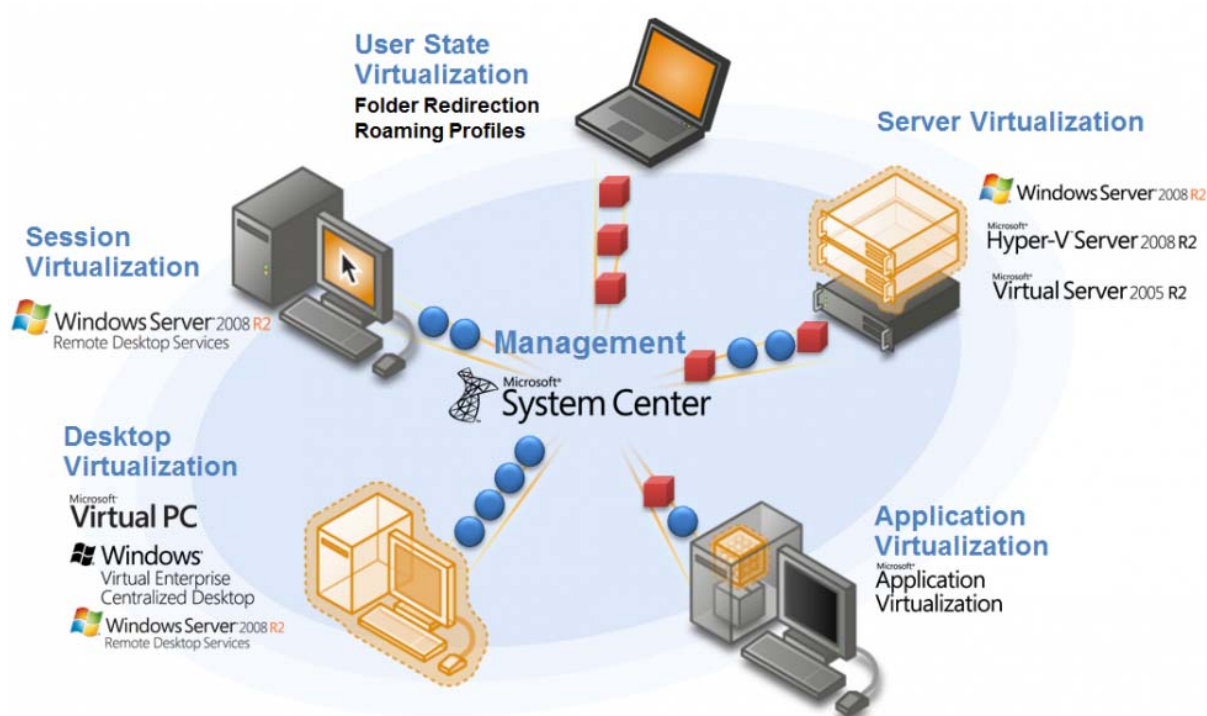 User State
Virtualization
Folder Redirection
Roaming Profiles
Server Virtualization
Windows Server® 2008 R2
Microsoft®
Hyper-V™ Server 2008 R2
Microsoft®
Virtual Server 2005 R2
Session
Virtualization
Windows Server® 2008 R2
Remote Desktop Services
Management
Microsoft®
System Center
Desktop
Virtualization
Microsoft®
Virtual PC
Windows®
Virtual Enterprise
Centralized Desktop
Windows Server® 2008 R2
Remote Desktop Services
Application
Virtualization
Microsoft®
Application
Virtualization